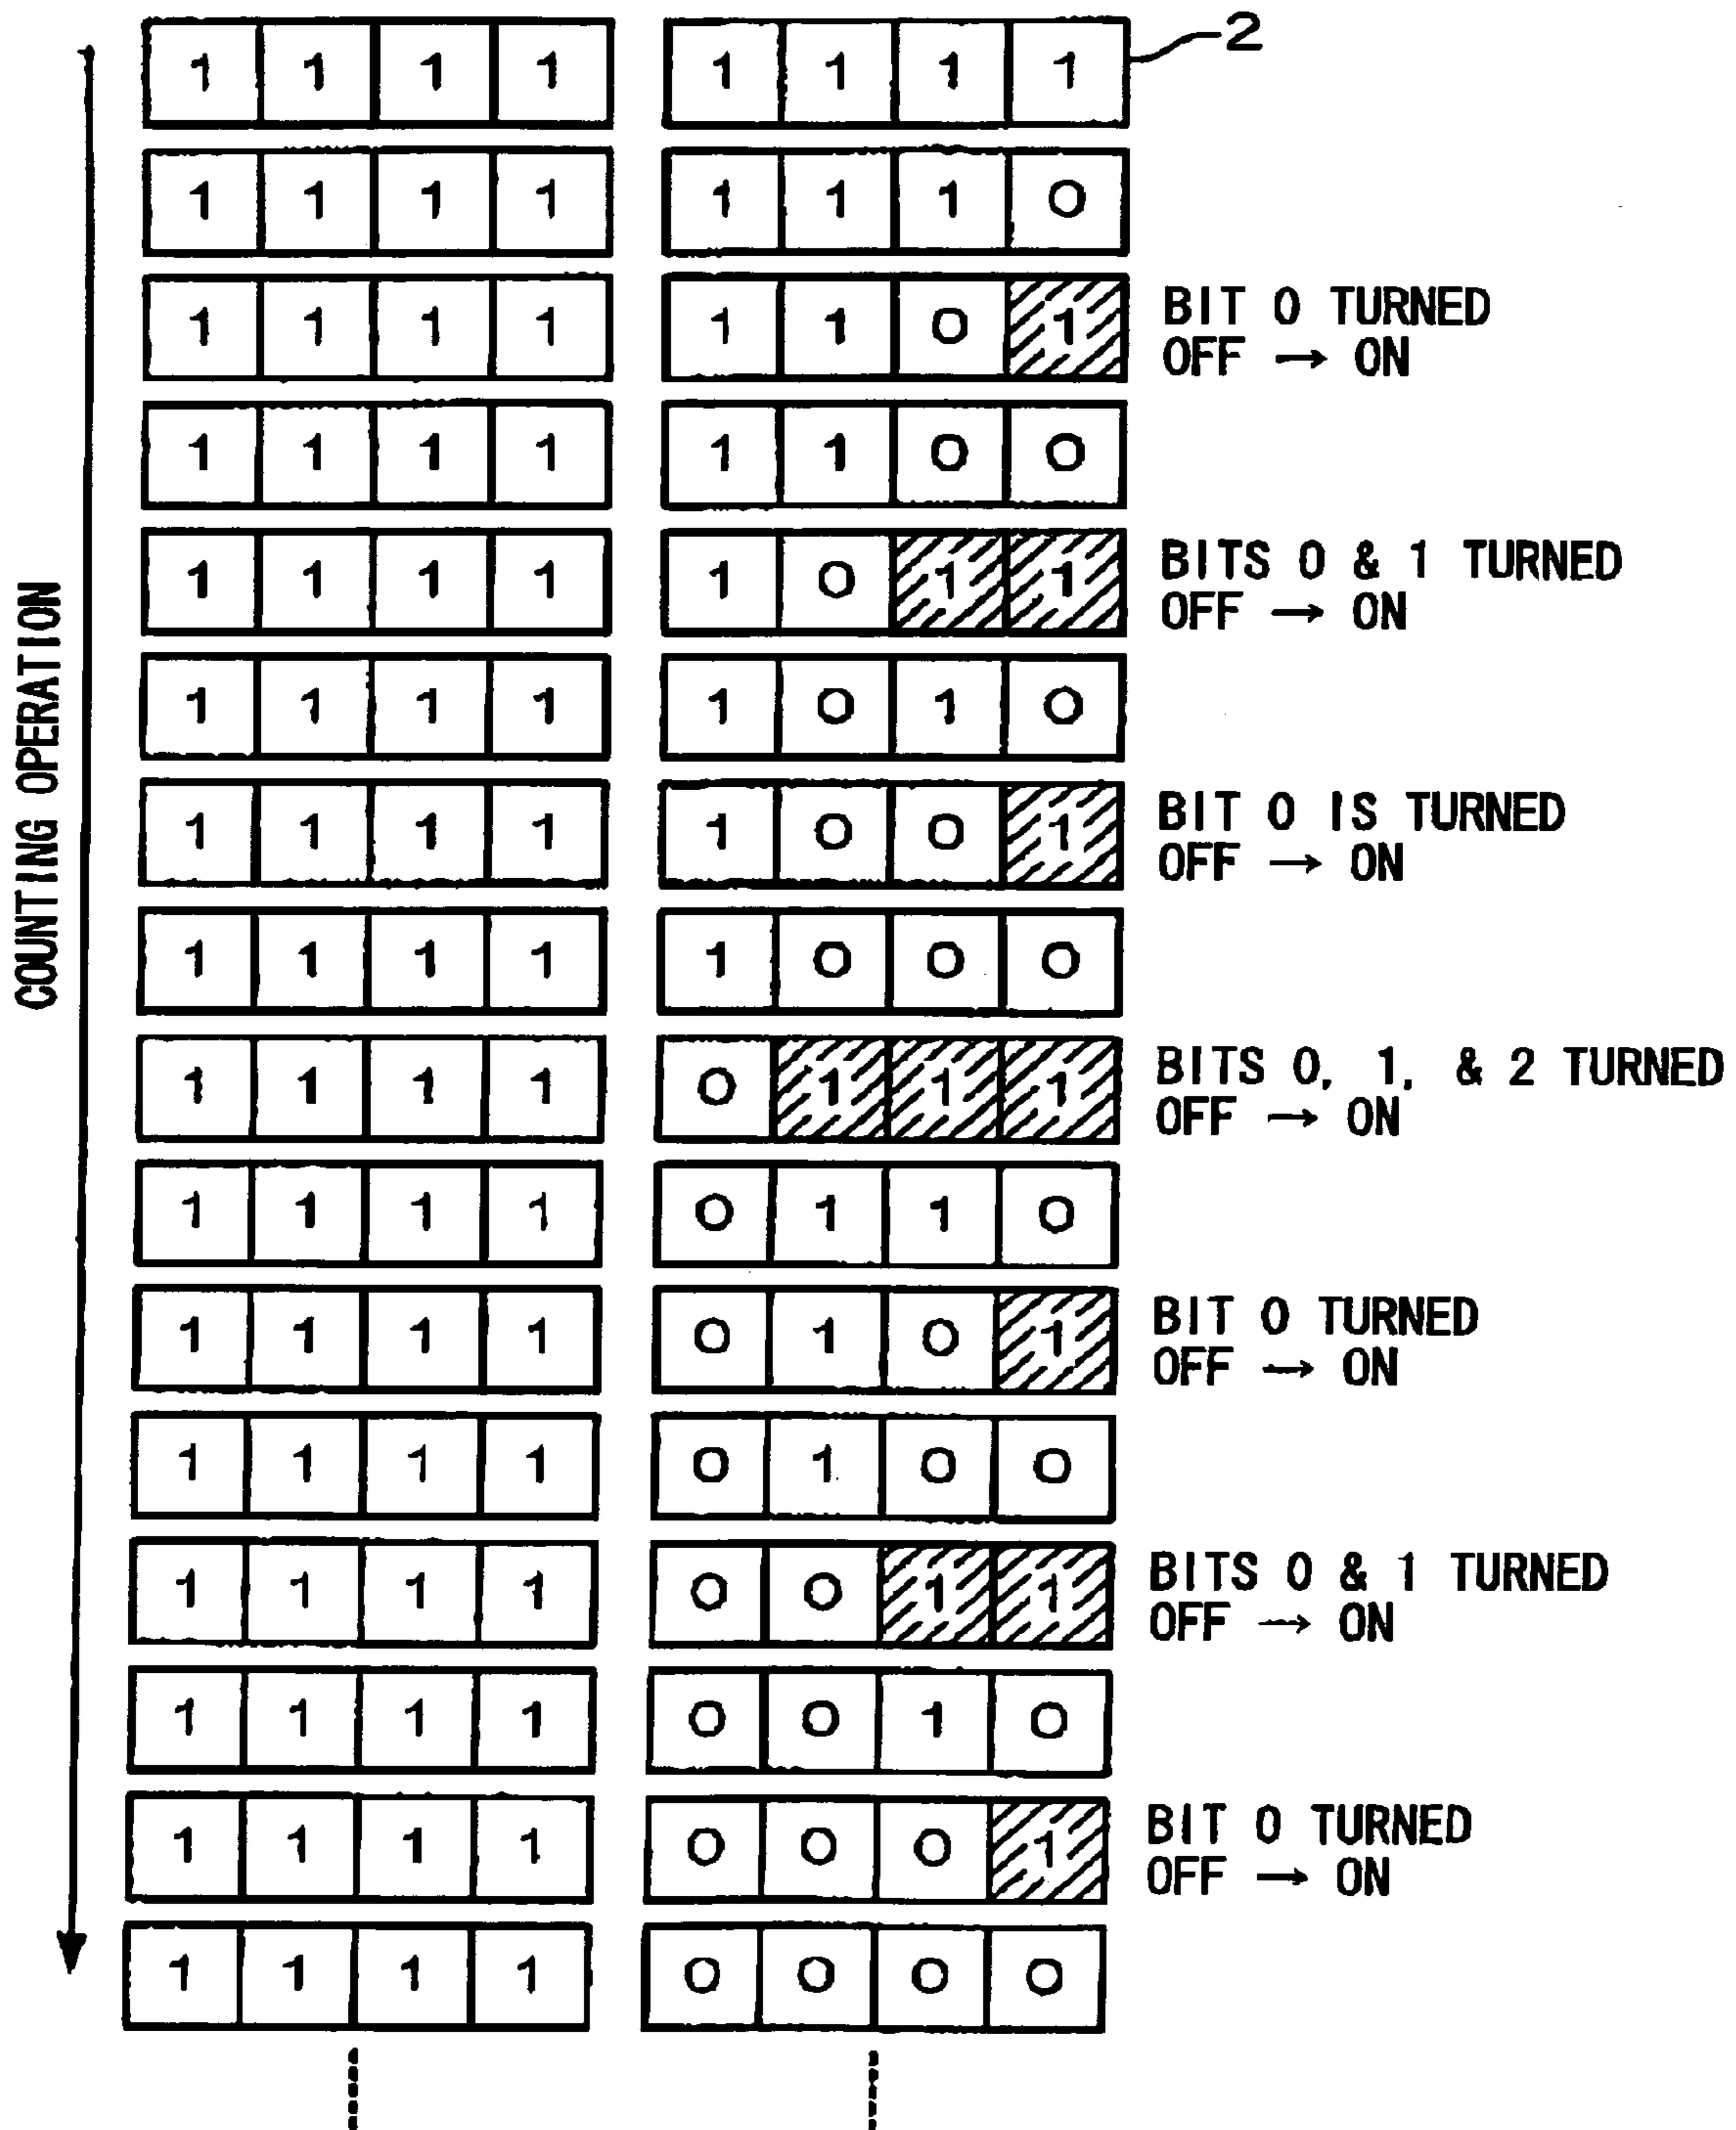 1 1 1 1 1 1 1 1 2
1 1 1 1 1 1 1 0
1 1 1 1 1 1 0 1 BIT 0 TURNED
OFF → ON
1 1 1 1 1 1 0 0
1 1 1 1 1 0 1 1 BITS 0 & 1 TURNED
OFF → ON
1 1 1 1 1 0 1 0
1 1 1 1 1 0 0 1 BIT 0 IS TURNED
OFF → ON
1 1 1 1 1 0 0 0
1 1 1 1 0 1 1 1 BITS 0, 1, & 2 TURNED
OFF → ON
1 1 1 1 0 1 1 0
1 1 1 1 0 1 0 1 BIT 0 TURNED
OFF → ON
1 1 1 1 0 1 0 0
1 1 1 1 0 0 1 1 BITS 0 & 1 TURNED
OFF → ON
1 1 1 1 0 0 1 0
1 1 1 1 0 0 0 1 BIT 0 TURNED
OFF → ON
1 1 1 1 0 0 0 0
COUNTING OPERATION